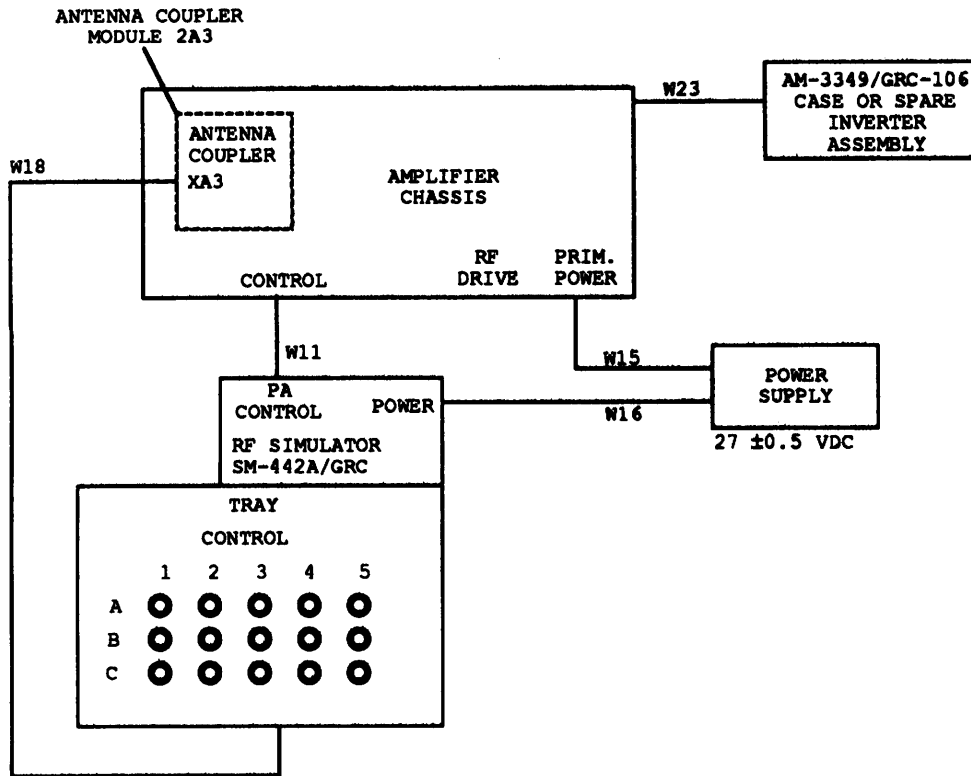 ANTENNA COUPLER
MODULE 2A3
W23
AM-3349/GRC-106
CASE OR SPARE
INVERTER
ASSEMBLY
ANTENNA
COUPLER
XA3
W18
AMPLIFIER
CHASSIS
CONTROL
RF
DRIVE
PRIM.
POWER
W11
W15
POWER
SUPPLY
W16
27 ±0.5 VDC
PA
CONTROL
POWER
RF SIMULATOR
SM-442A/GRC
TRAY
CONTROL
1 2 3 4 5
A
B
C